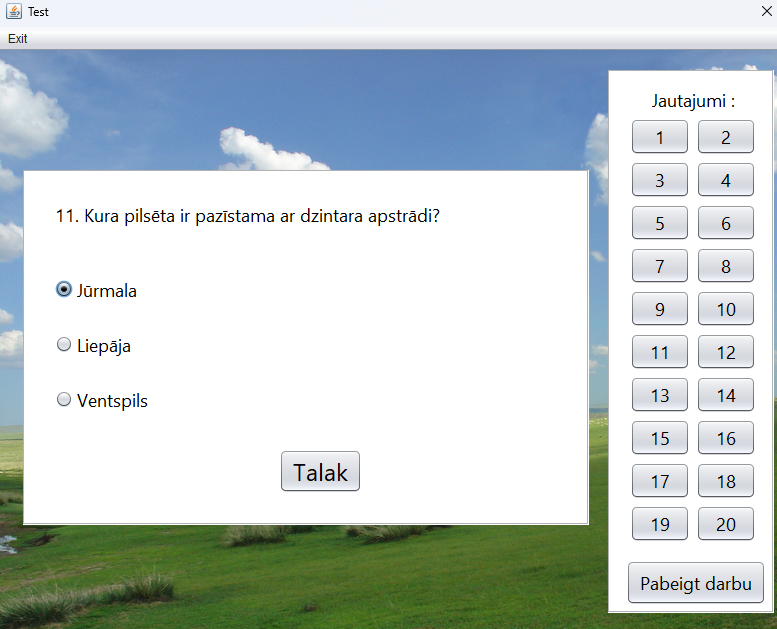 Test
Exit
11. Kura pilsēta ir pazīstama ar dzintara apstrādi?
Jūrmala
Liepāja
Ventspils
Talak
Jautajumi :
1 2
3 4
5 6
7 8
9 10
11 12
13 14
15 16
17 18
19 20
Pabeigt darbu